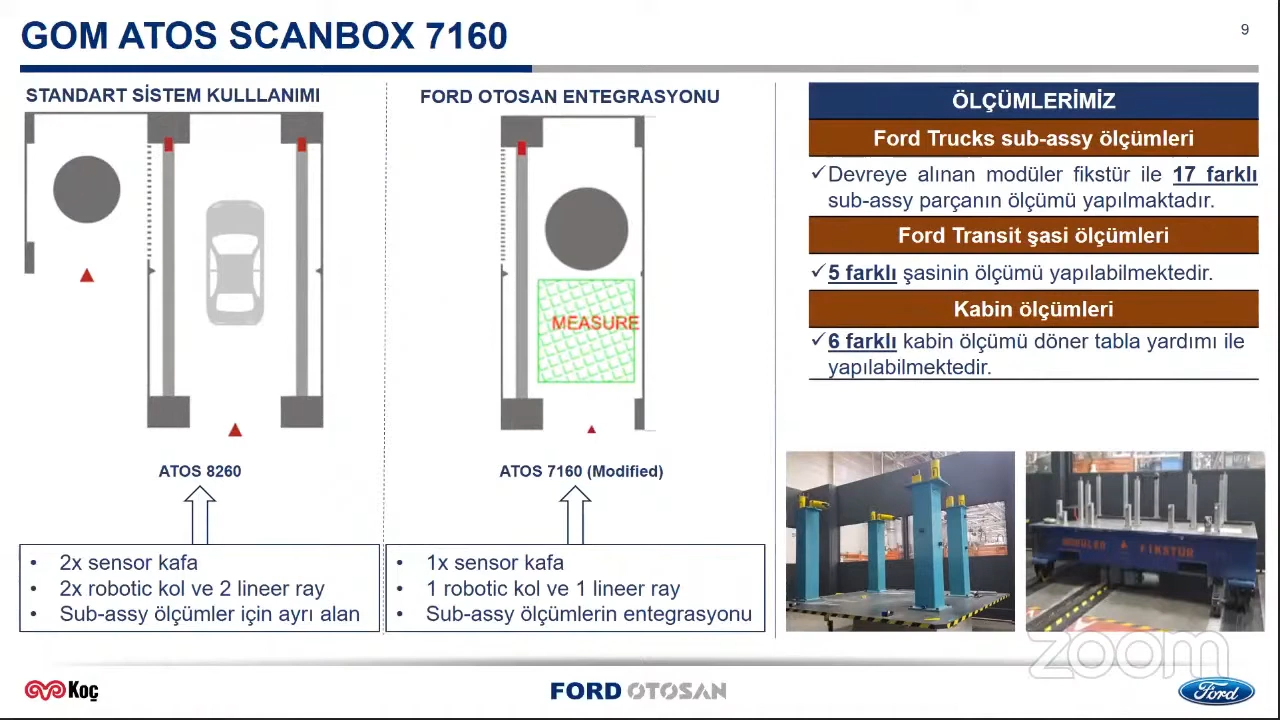 GOM ATOS SCANBOX 7160
9
STANDART SİSTEM KULLLANIMI
FORD OTOSAN ENTEGRASYONU
MEASURE
ATOS 8260
ATOS 7160 (Modified)
• 2x sensor kafa
• 2x robotic kol ve 2 lineer ray
• Sub-assy ölçümler için ayrı alan
• 1x sensor kafa
• 1 robotic kol ve 1 lineer ray
• Sub-assy ölçümlerin entegrasyonu
ÖLÇÜMLERİMİZ
Ford Trucks sub-assy ölçümleri
✓Devreye alınan modüler fikstür ile 17 farklı
sub-assy parçanın ölçümü yapılmaktadır.
Ford Transit şasi ölçümleri
✓5 farklı şasinin ölçümü yapılabilmektedir.
Kabin ölçümleri
✓6 farklı kabin ölçümü döner tabla yardımı ile
yapılabilmektedir.
MODÜLER FIKSTÜR
zoom
Koç
FORD OTOSAN
Ford